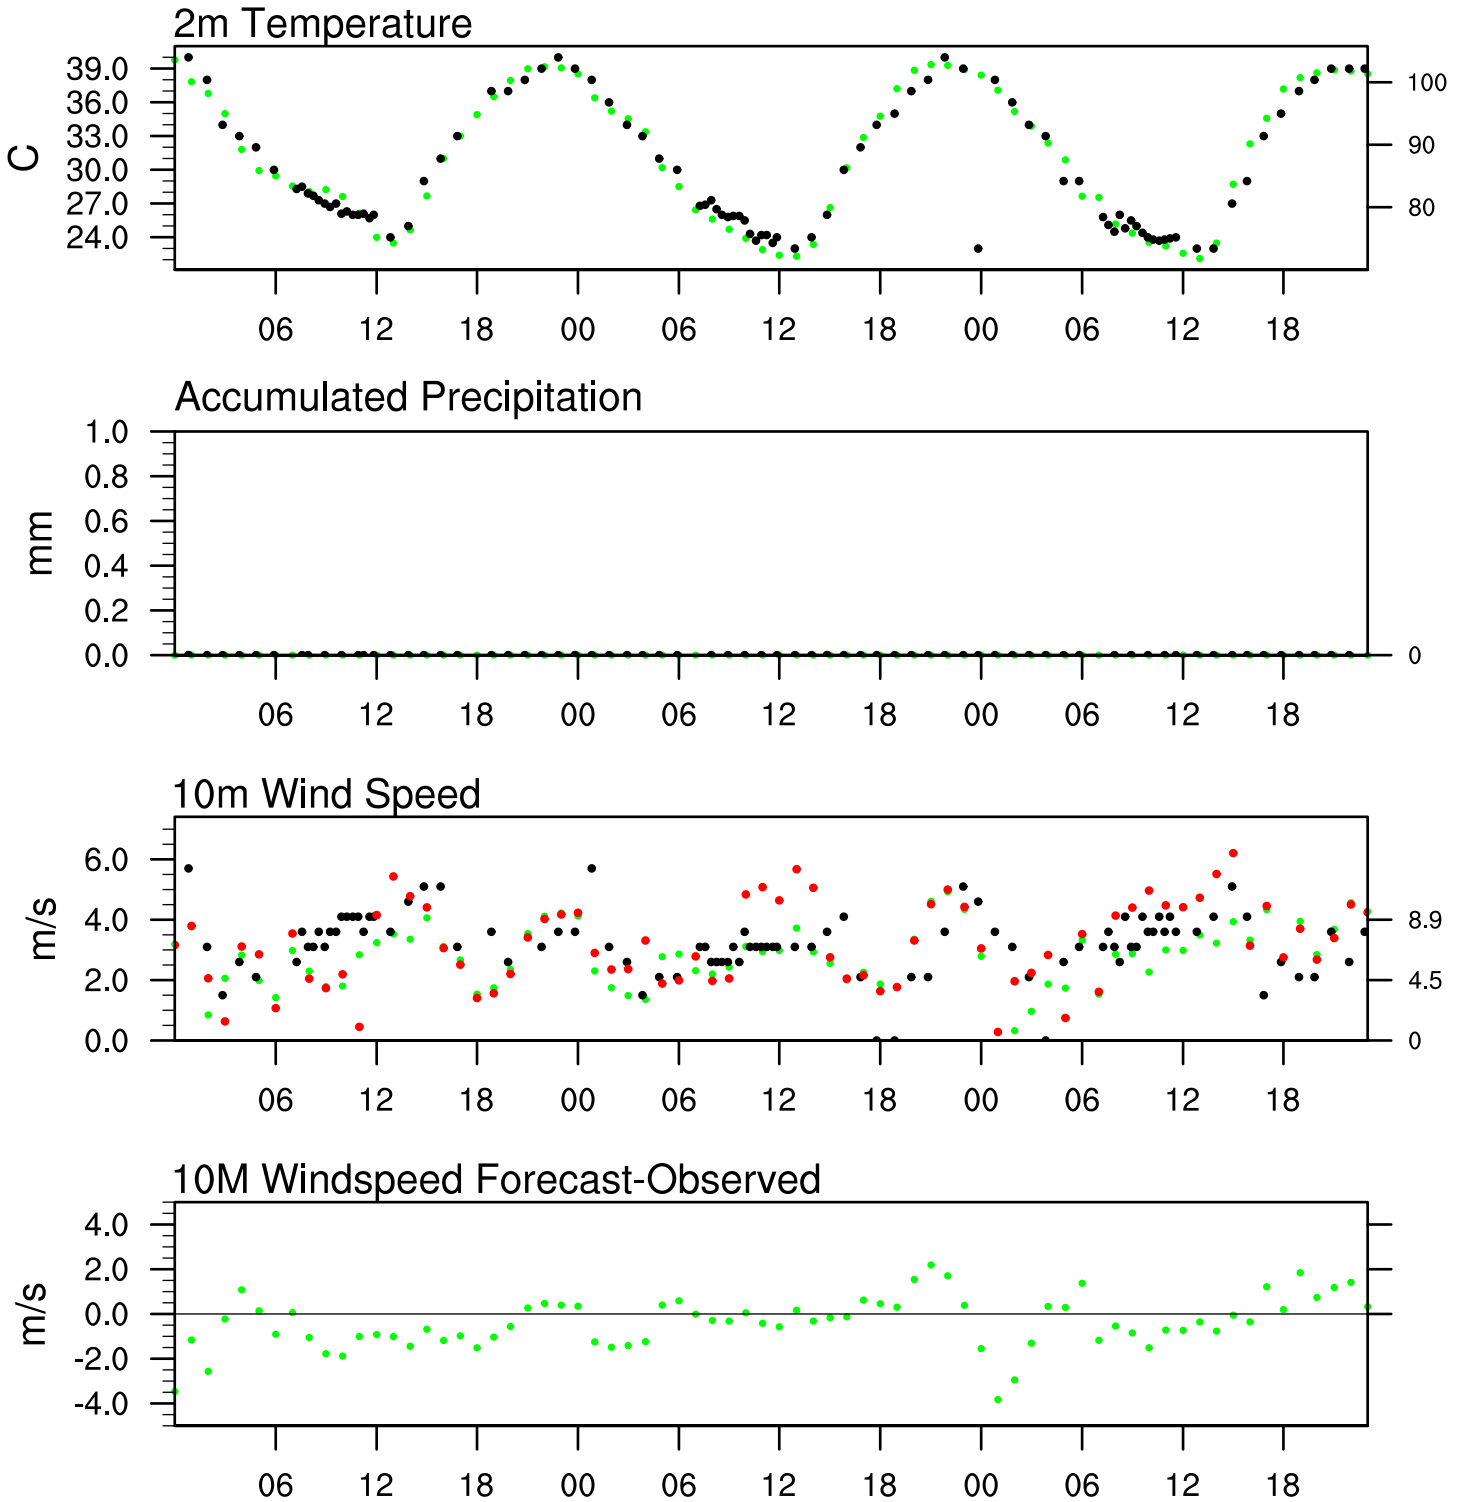 2m Temperature
39.0
36.0
33.0
30.0
27.0
24.0
C
100
90
80
06 12 18 00 06 12 18 00 06 12 18
Accumulated Precipitation
1.0
0.8
0.6
0.4
0.2
0.0
mm
0
06 12 18 00 06 12 18 00 06 12 18
10m Wind Speed
6.0
4.0
2.0
0.0
m/s
8.9
4.5
0
06 12 18 00 06 12 18 00 06 12 18
10M Windspeed Forecast-Observed
4.0
2.0
0.0
-2.0
-4.0
m/s
06 12 18 00 06 12 18 00 06 12 18